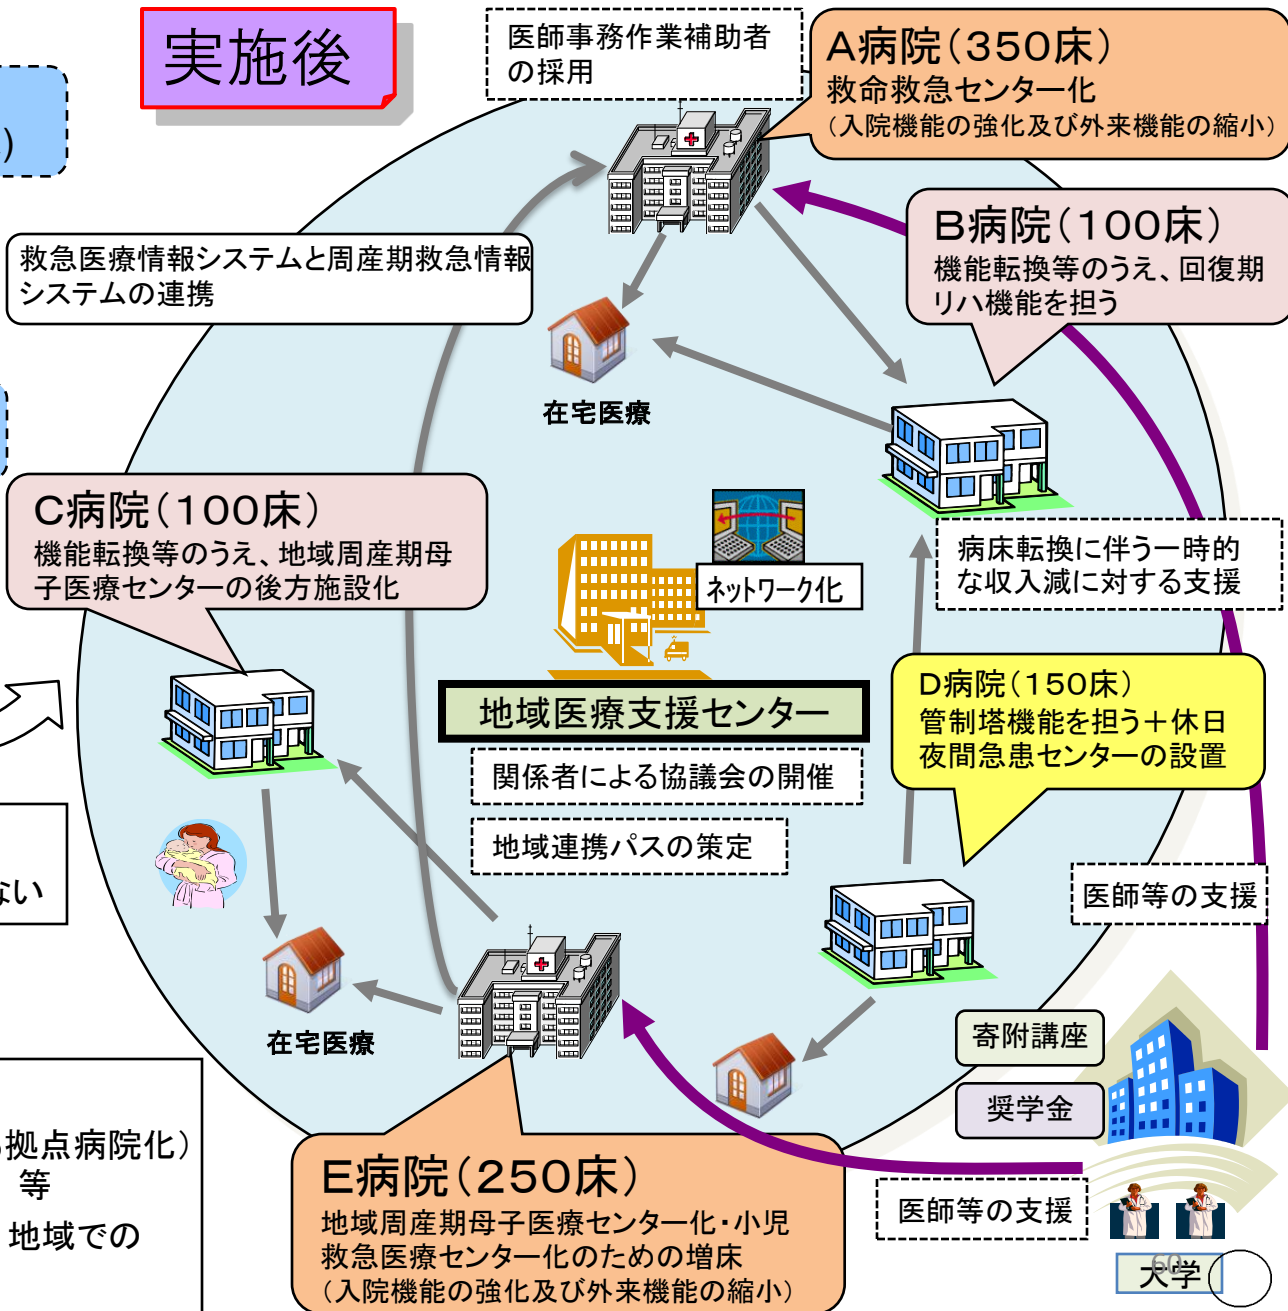 実施後
医師事務作業補助者
の採用
A病院(350床)
救命救急センター化
(入院機能の強化及び外来機能の縮小)
)
救急医療情報システムと周産期救急情報
システムの連携
B病院(100床)
機能転換等のうえ、回復期
リハ機能を担う
在宅医療
C病院(100床)
機能転換等のうえ、地域周産期母
子医療センターの後方施設化
ネットワーク化
病床転換に伴う一時的
な収入減に対する支援
地域医療支援センター
D病院(150床)
管制塔機能を担う+休日
夜間急患センターの設置
関係者による協議会の開催
地域連携パスの策定
ない
医師等の支援
在宅医療
寄附講座
奨学金
拠点病院化)
等
地域での
E病院(250床)
地域周産期母子医療センター化・小児
救急医療センター化のための増床
(入院機能の強化及び外来機能の縮小)
医師等の支援
大学
60